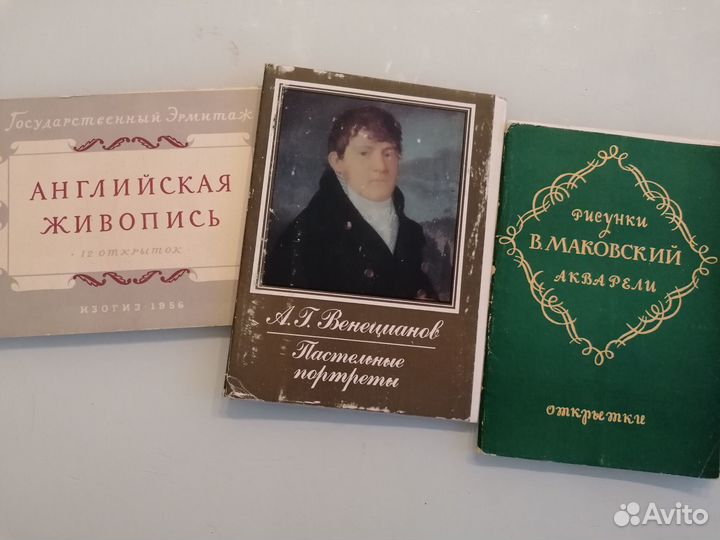 Государственный Эрмитаж
АНГЛИЙСКАЯ
ЖИВОПИСЬ
12 ОТКРЫТОК
ИЗОГИЗ · 1956
А. Г. Венецианов
Пастельные
портреты
РИСУНКИ
В. МАКОВСКИЙ
АКВАРЕЛИ
ОТКРЫТКИ
Avito